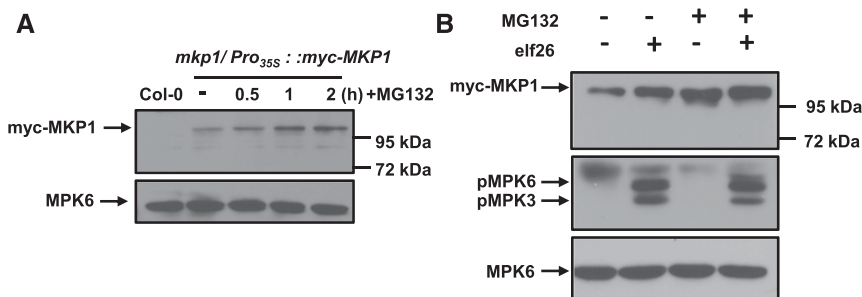 A
mkp1/ Pro35S : :myc-MKP1
Col-0 - 0.5 1 2 (h) +MG132
myc-MKP1
95 kDa
72 kDa
MPK6
B
MG132 - - + +
elf26 - + - +
myc-MKP1
95 kDa
72 kDa
pMPK6
pMPK3
MPK6